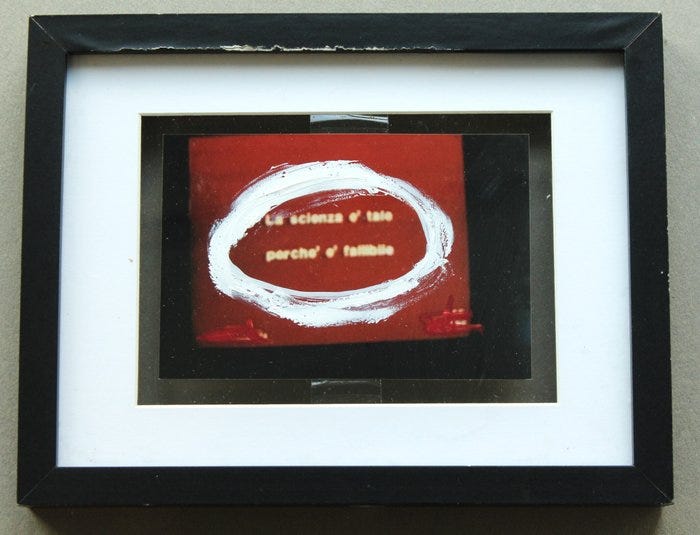 La scienza e' tale
perche' e' fallibile